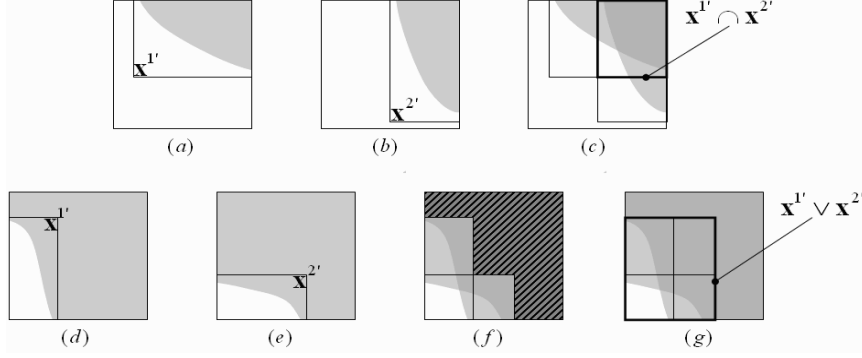 x¹′ ∩ x²′
x¹′
x²′
(a) (b) (c)
x¹′ ∨ x²′
x¹′
x²′
(d) (e) (f) (g)